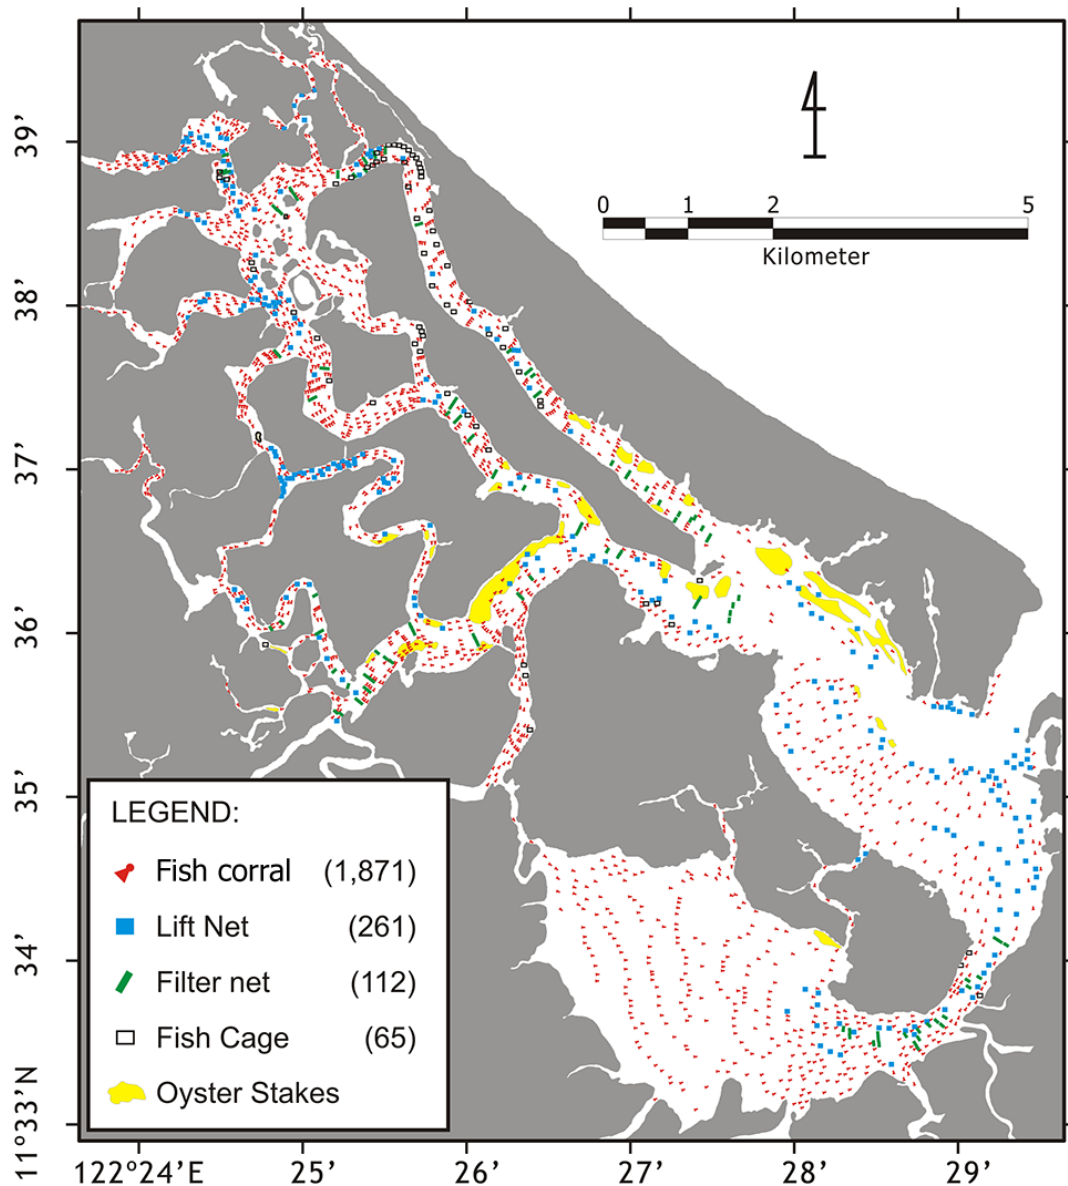 39'
38'
37'
36'
35'
34'
11°33'N
122°24'E
25'
26'
27'
28'
29'
0 1 2 5
Kilometer
LEGEND:
Fish corral (1,871)
Lift Net (261)
Filter net (112)
Fish Cage (65)
Oyster Stakes